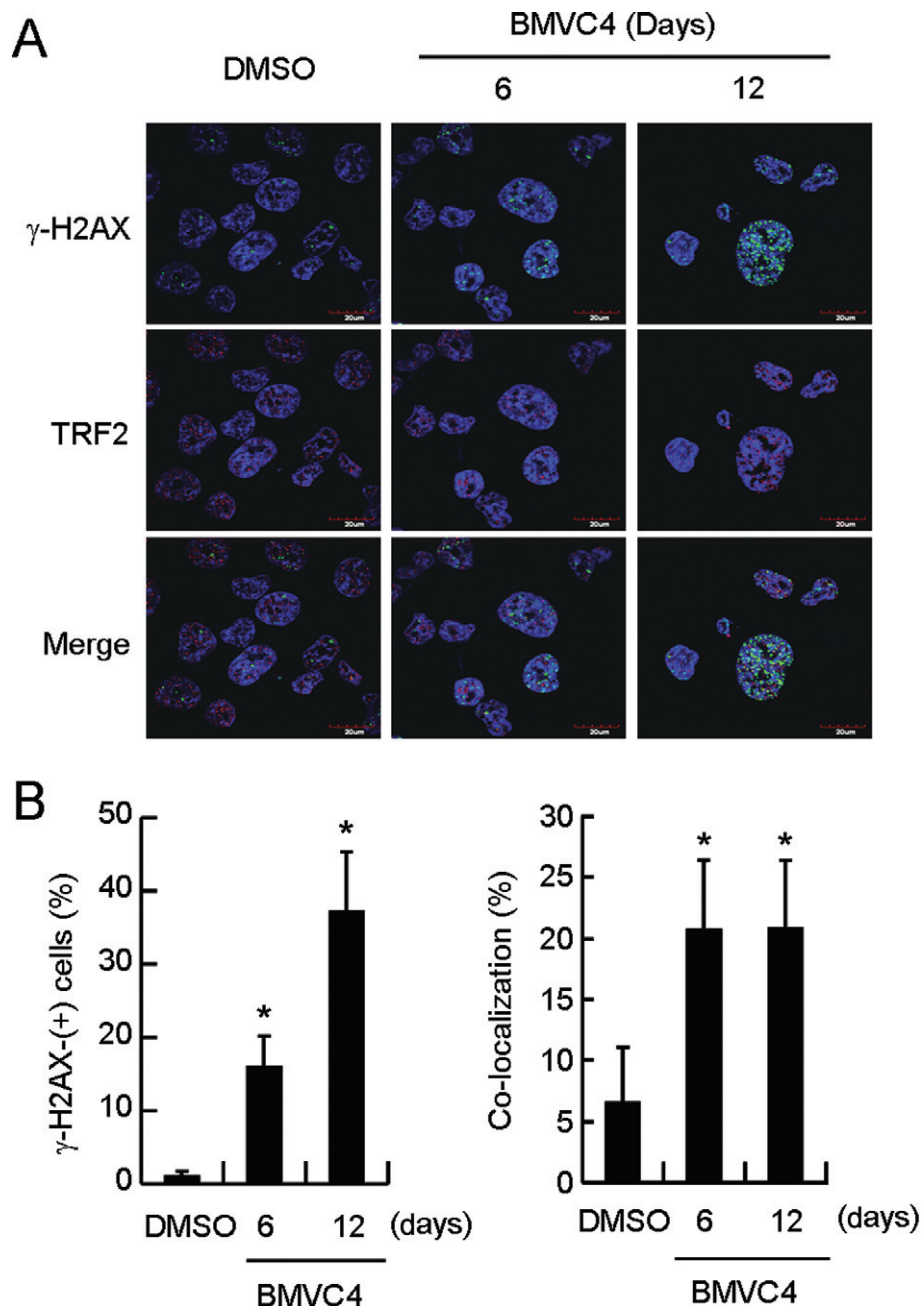 A
BMVC4 (Days)
DMSO
6
12
γ-H2AX
20um
20um
20um
TRF2
20um
20um
20um
Merge
20um
20um
20um
B
γ-H2AX-(+) cells (%)
50
40
30
20
10
0
*
*
DMSO 6 12 (days)
BMVC4
Co-localization (%)
30
25
20
15
10
5
0
*
*
DMSO 6 12 (days)
BMVC4